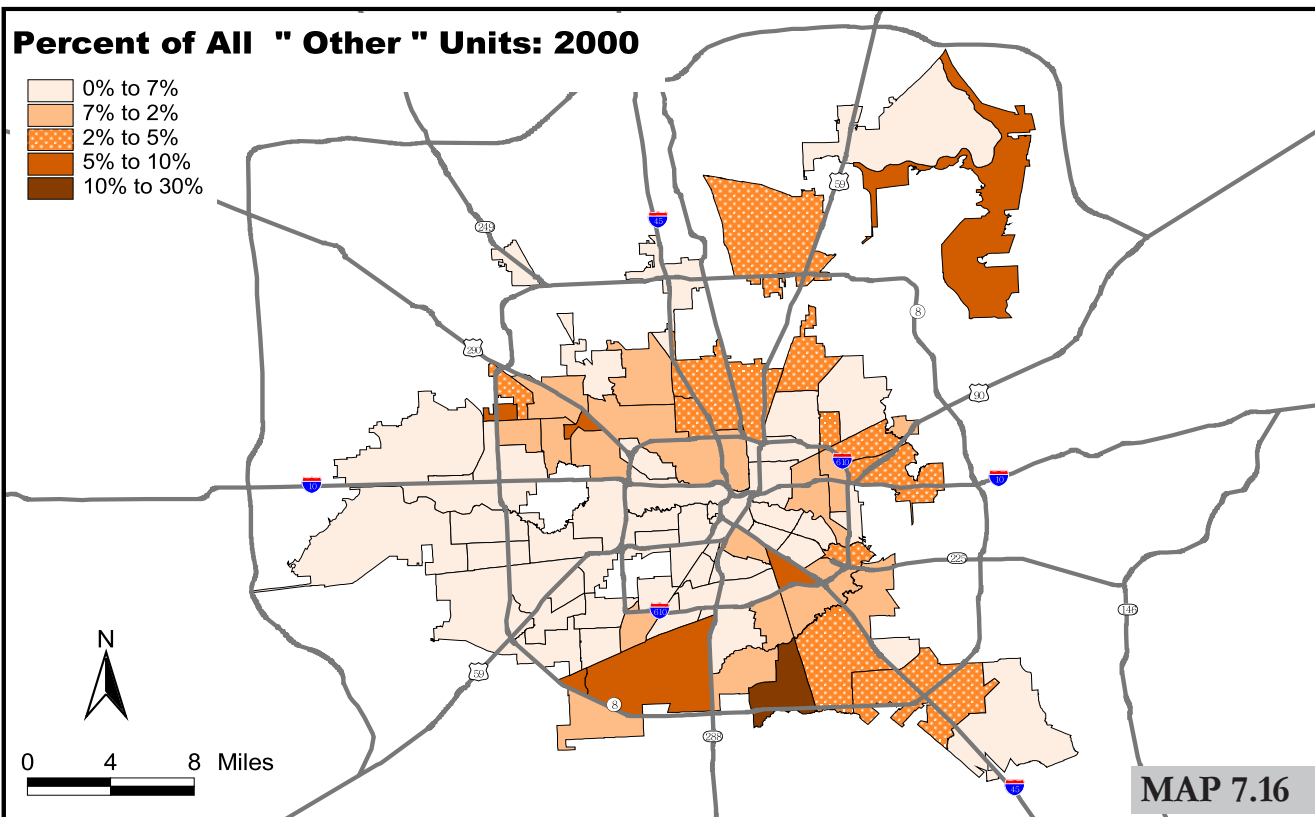 Percent of All " Other " Units: 2000
0% to 7%
7% to 2%
2% to 5%
5% to 10%
10% to 30%
59
45
249
8
290
90
610
10
10
225
146
610
59
8
288
45
N
0 4 8 Miles
MAP 7.16